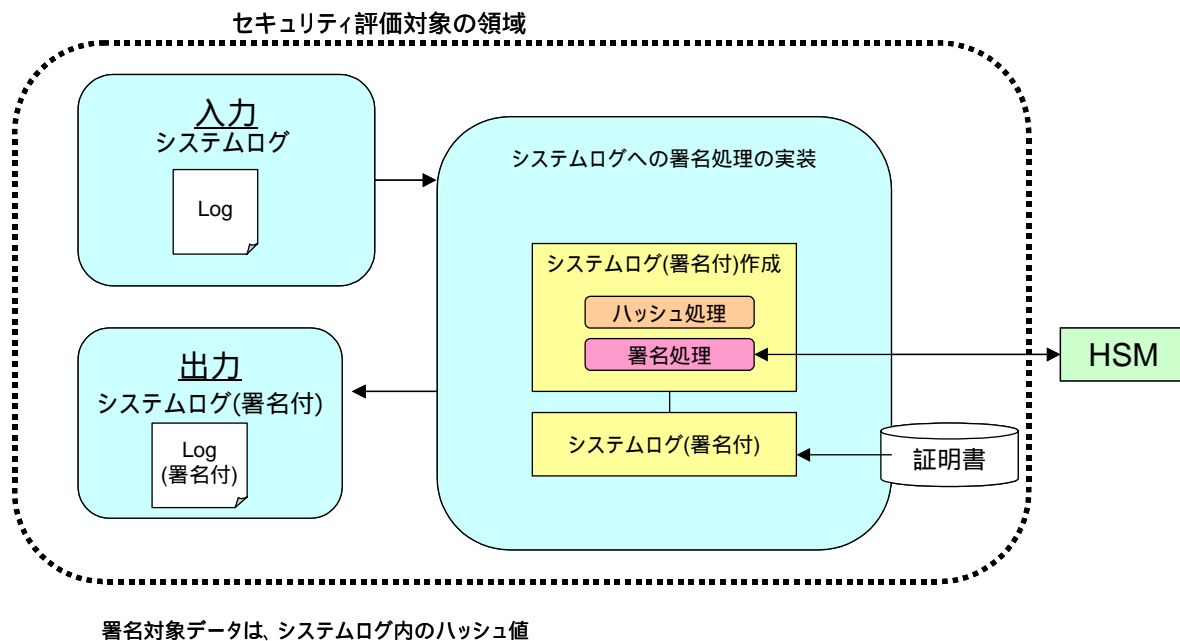 セキュリティ評価対象の領域
入力
システムログ
Log
システムログへの署名処理の実装
システムログ(署名付)作成
ハッシュ処理
署名処理
HSM
出力
システムログ(署名付)
Log
(署名付)
システムログ(署名付)
証明書
署名対象データは、システムログ内のハッシュ値